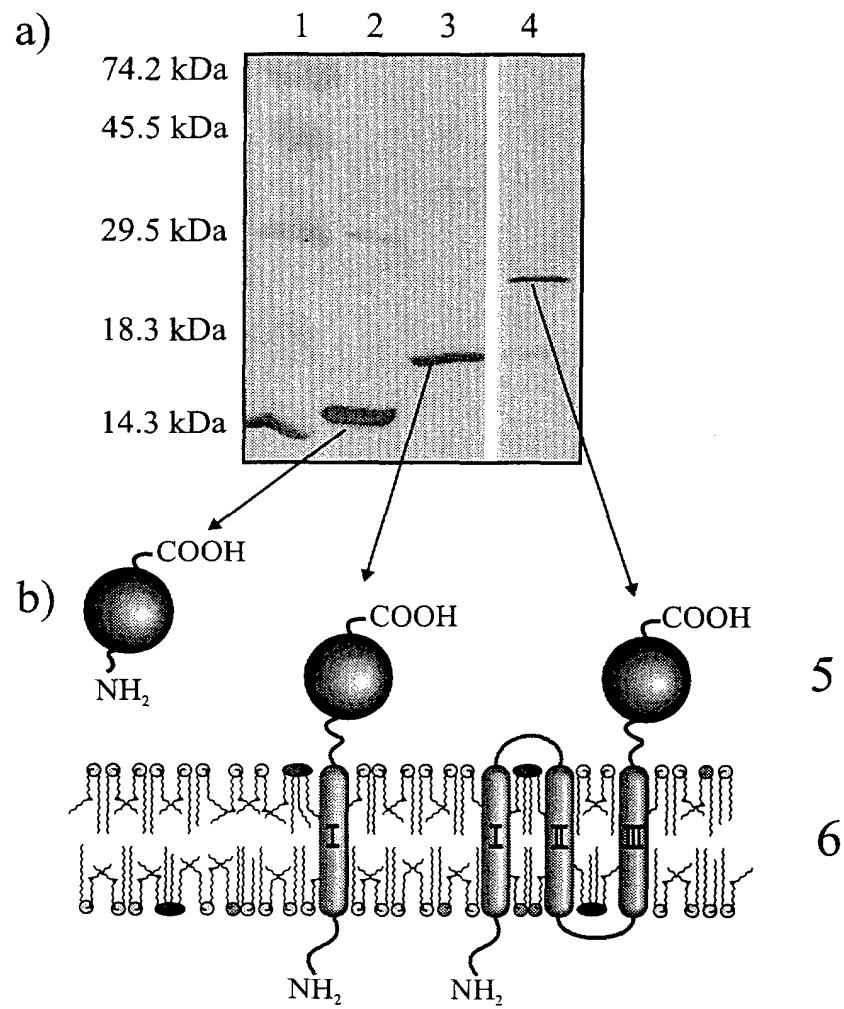 a)
1 2 3 4
74.2 kDa
45.5 kDa
29.5 kDa
18.3 kDa
14.3 kDa
b)
COOH
NH₂
COOH
COOH
5
I
I
II
III
6
NH₂
NH₂